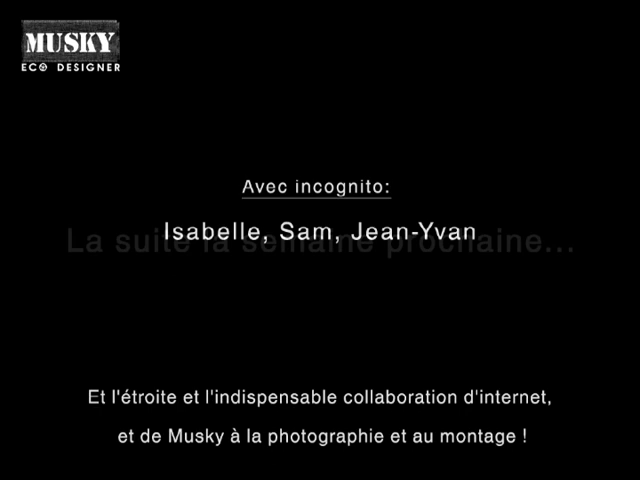 MUSKY
ECO DESIGNER
Avec incognito:
Isabelle, Sam, Jean-Yvan
La suite la semaine prochaine...
Et l'étroite et l'indispensable collaboration d'internet,
et de Musky à la photographie et au montage !